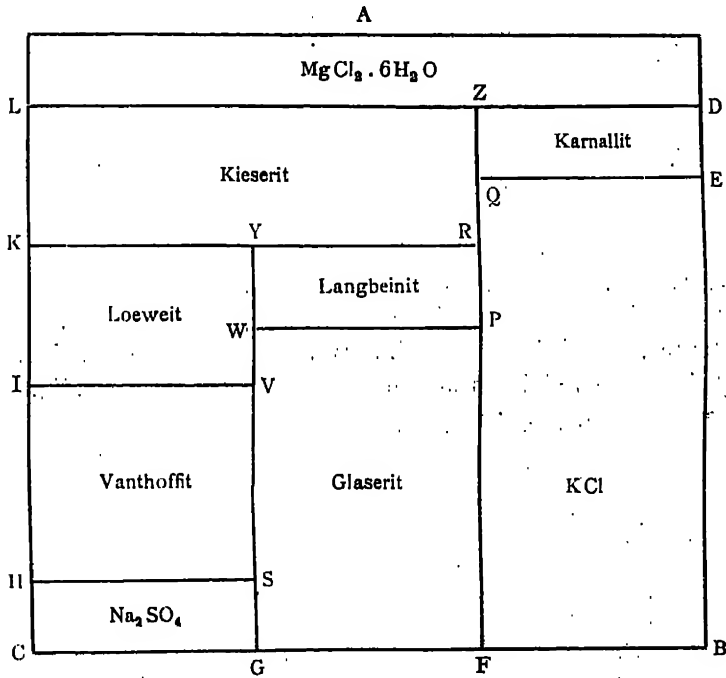 A
MgCl₂ . 6H₂O
L
Z
D
Karnallit
Kieserit
Q
E
K
Y
R
Langbeinit
Loeweit
W
P
I
V
Vanthoffit
Glaserit
KCl
H
S
Na₂SO₄
C
G
F
B